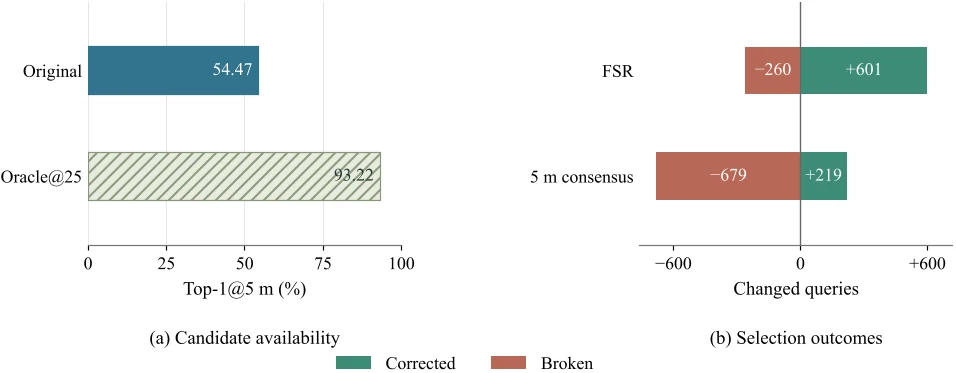 Original
54.47
Oracle@25
93.22
0 25 50 75 100
Top-1@5 m (%)
(a) Candidate availability
FSR
−260 +601
5 m consensus
−679 +219
−600 0 +600
Changed queries
(b) Selection outcomes
Corrected Broken